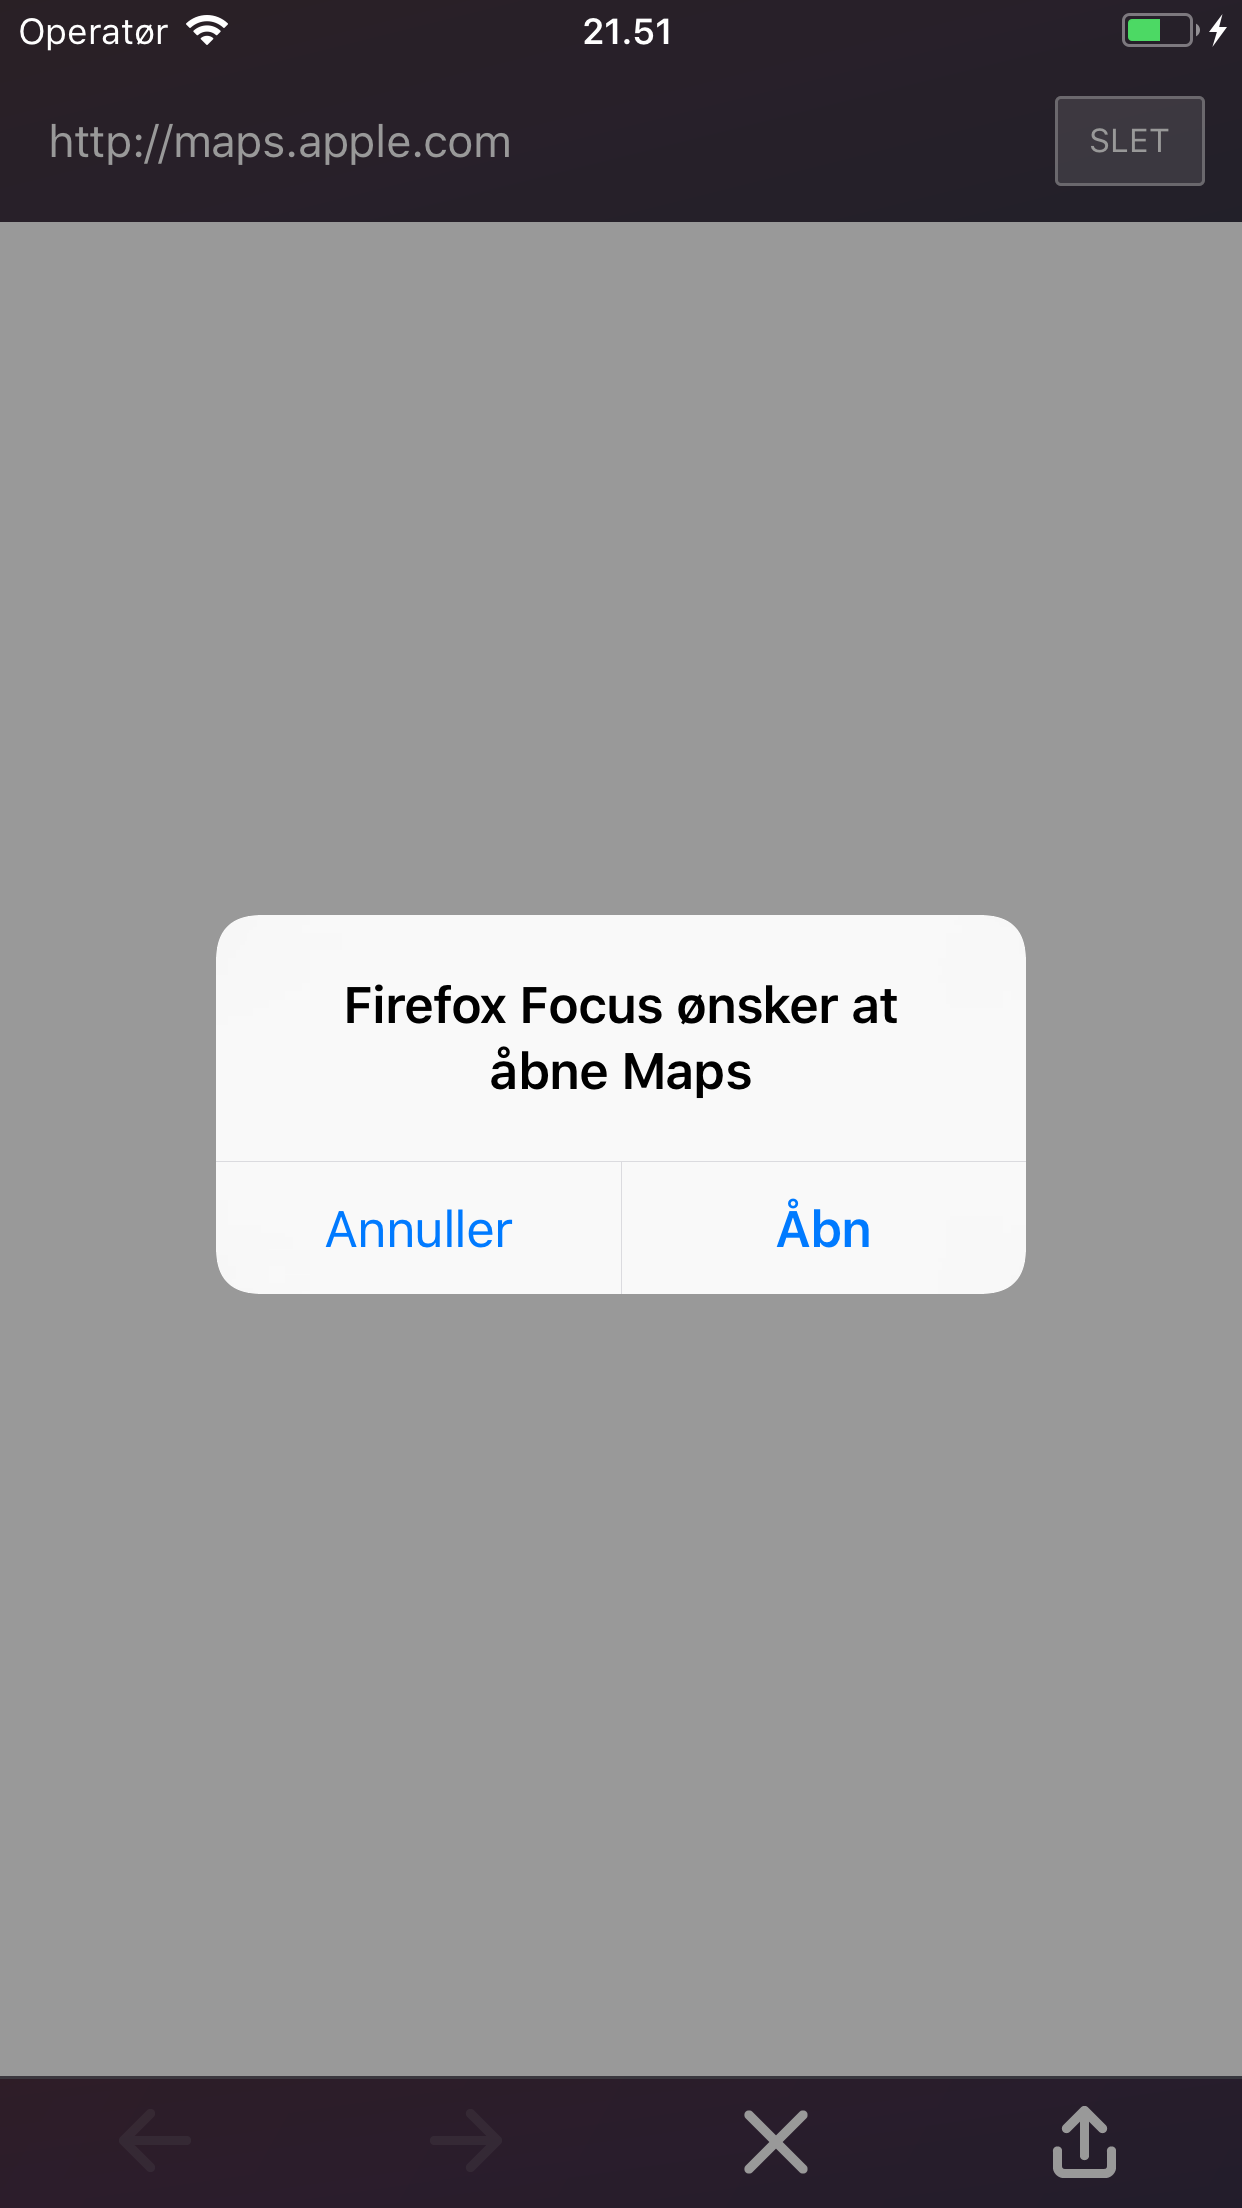 Operatør
21.51
http://maps.apple.com
SLET
Firefox Focus ønsker at
åbne Maps
Annuller
Åbn